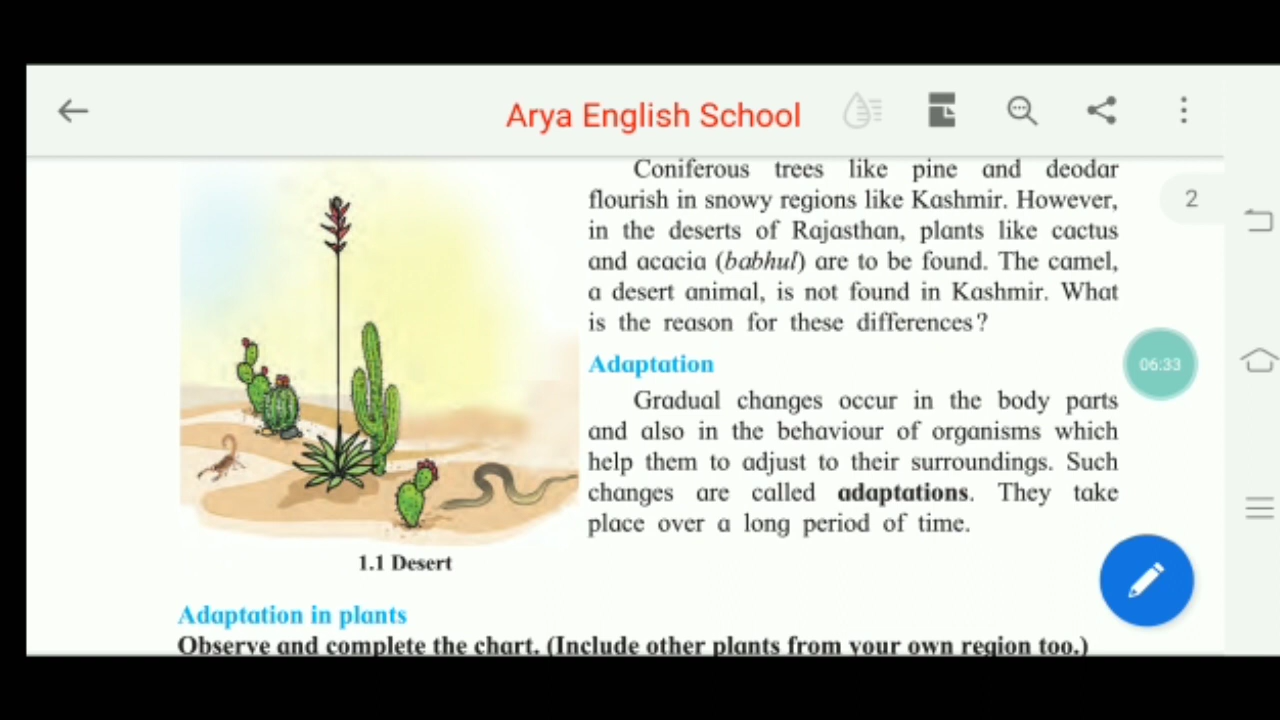 Arya English School
Coniferous trees like pine and deodar
flourish in snowy regions like Kashmir. However,
in the deserts of Rajasthan, plants like cactus
and acacia (babhul) are to be found. The camel,
a desert animal, is not found in Kashmir. What
is the reason for these differences?
2
Adaptation
06:33
Gradual changes occur in the body parts
and also in the behaviour of organisms which
help them to adjust to their surroundings. Such
changes are called adaptations. They take
place over a long period of time.
1.1 Desert
Adaptation in plants
Observe and complete the chart. (Include other plants from your own region too.)